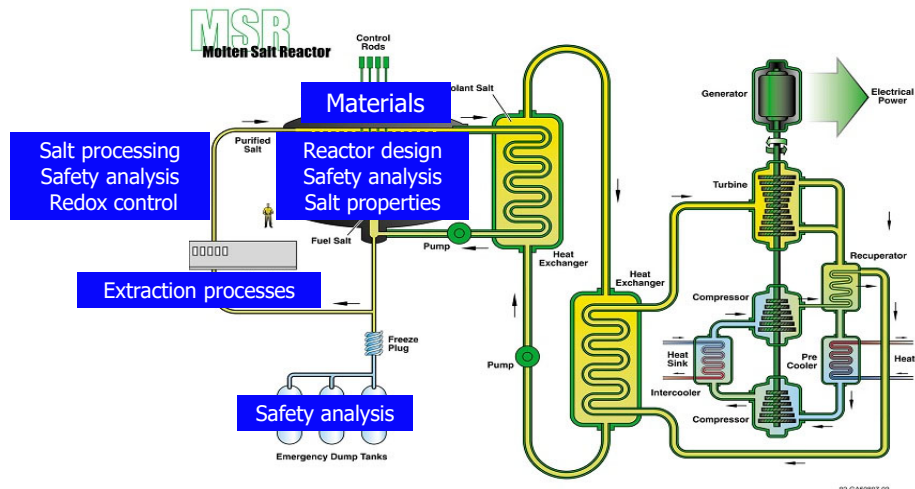 MSR
Molten Salt Reactor
Control
Rods
Materials
olant Salt
Generator
Electrical
Power
Purified
Salt
Salt processing
Safety analysis
Redox control
Reactor design
Safety analysis
Salt properties
Turbine
Fuel Salt
Pump
Heat
Exchanger
Heat
Exchanger
Recuperator
Extraction processes
Compressor
Freeze
Plug
Pump
Heat
Sink
Pre
Cooler
Heat
Intercooler
Safety analysis
Compressor
Emergency Dump Tanks